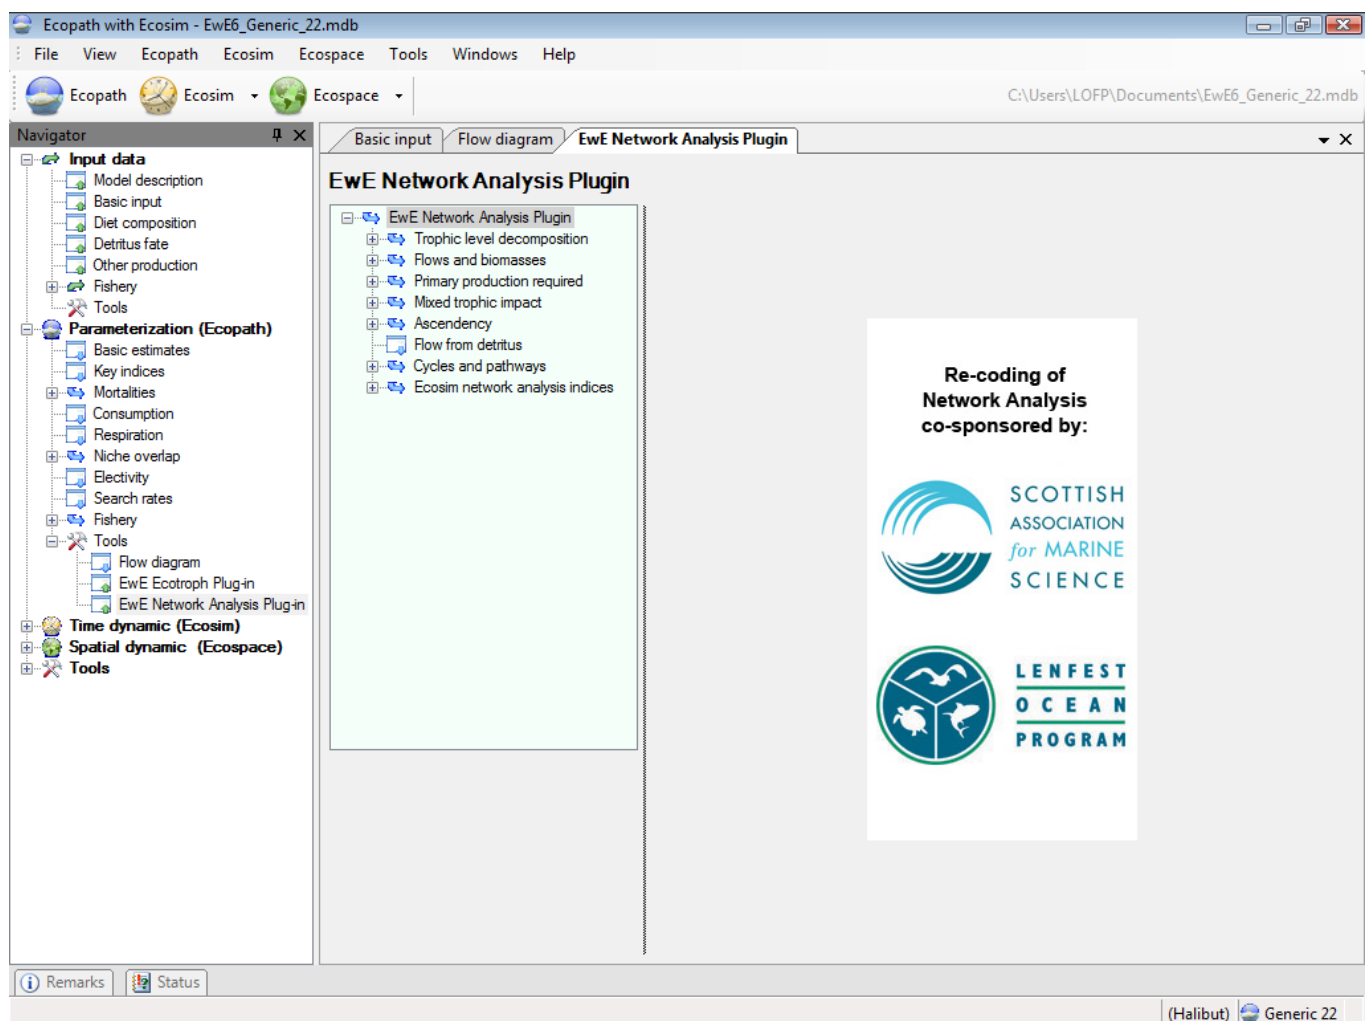 Ecopath with Ecosim - EwE6_Generic_22.mdb
File View Ecopath Ecosim Ecospace Tools Windows Help
Ecopath Ecosim Ecospace C:\Users\LOFP\Documents\EwE6_Generic_22.mdb
Navigator
Input data
Model description
Basic input
Diet composition
Detritus fate
Other production
Fishery
Tools
Parameterization (Ecopath)
Basic estimates
Key indices
Mortalities
Consumption
Respiration
Niche overlap
Electivity
Search rates
Fishery
Tools
Flow diagram
EwE Ecotroph Plug-in
EwE Network Analysis Plug-in
Time dynamic (Ecosim)
Spatial dynamic (Ecospace)
Tools
Basic input Flow diagram EwE Network Analysis Plugin
EwE Network Analysis Plugin
EwE Network Analysis Plugin
Trophic level decomposition
Flows and biomasses
Primary production required
Mixed trophic impact
Ascendency
Flow from detritus
Cycles and pathways
Ecosim network analysis indices
Re-coding of
Network Analysis
co-sponsored by:
SCOTTISH
ASSOCIATION
for MARINE
SCIENCE
LENFEST
OCEAN
PROGRAM
Remarks Status
(Halibut) Generic 22